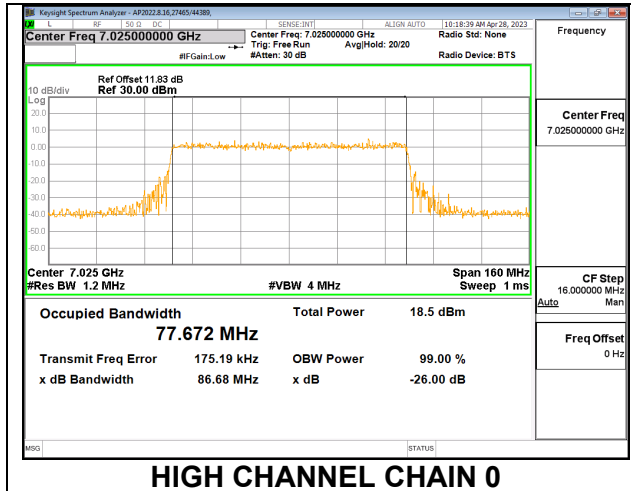 Keysight Spectrum Analyzer - AP2022.8.16,27465/44389,
LXI L RF 50 Ω DC SENSE:INT ALIGN AUTO 10:18:39 AM Apr 28, 2023
Center Freq 7.025000000 GHz
Center Freq: 7.025000000 GHz
Radio Std: None
Trig: Free Run Avg|Hold: 20/20
#IFGain:Low
#Atten: 30 dB
Radio Device: BTS
Frequency
Ref Offset 11.83 dB
10 dB/div Ref 30.00 dBm
Log
20.0
10.0
0.00
-10.0
-20.0
-30.0
-40.0
-50.0
-60.0
Center Freq
7.025000000 GHz
Center 7.025 GHz
Span 160 MHz
#Res BW 1.2 MHz
#VBW 4 MHz
Sweep 1 ms
CF Step
16.000000 MHz
Auto Man
Freq Offset
0 Hz
Occupied Bandwidth
77.672 MHz
Total Power 18.5 dBm
Transmit Freq Error 175.19 kHz
OBW Power 99.00 %
x dB Bandwidth 86.68 MHz
x dB -26.00 dB
MSG
STATUS
HIGH CHANNEL CHAIN 0